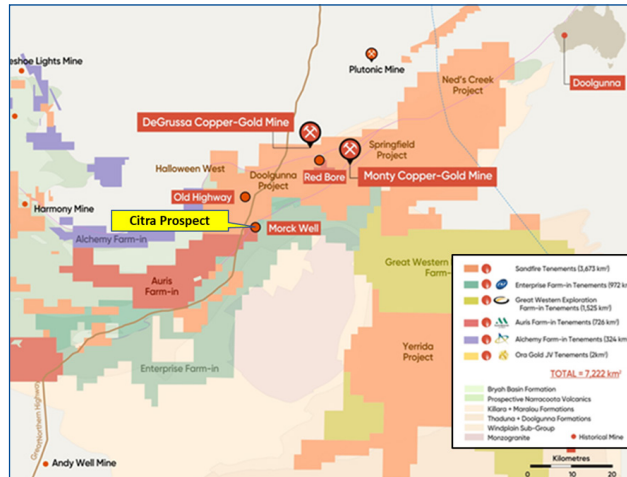 eshoe Lights Mine
Plutonic Mine
Ned's Creek
Project
Doolgunna
DeGrussa Copper-Gold Mine
Springfield
Project
Halloween West
Doolgunna
Project
Red Bore
Monty Copper-Gold Mine
Old Highway
Harmony Mine
Citra Prospect
Morck Well
Alchemy Farm-in
Great Western
Farm-
Auris
Farm-in
Yerrida
Project
Enterprise Farm-in
Great Northern Highway
Andy Well Mine
Sandfire Tenements (3,673 km²)
Enterprise Farm-in Tenements (972 km
Great Western Exploration
Farm-in Tenements (1,525 km²)
Auris Farm-in Tenements (726 km²)
Alchemy Farm-in Tenements (324 km
Ora Gold JV Tenements (2km²)
TOTAL = 7,222 km²
Bryah Basin Formation
Prospective Narracoota Volcanics
Killara + Maralou Formations
Thaduna + Doolgunna Formations
Windplain Sub-Group
Monzogranite
Historical Mine
Kilometres
0 10 20